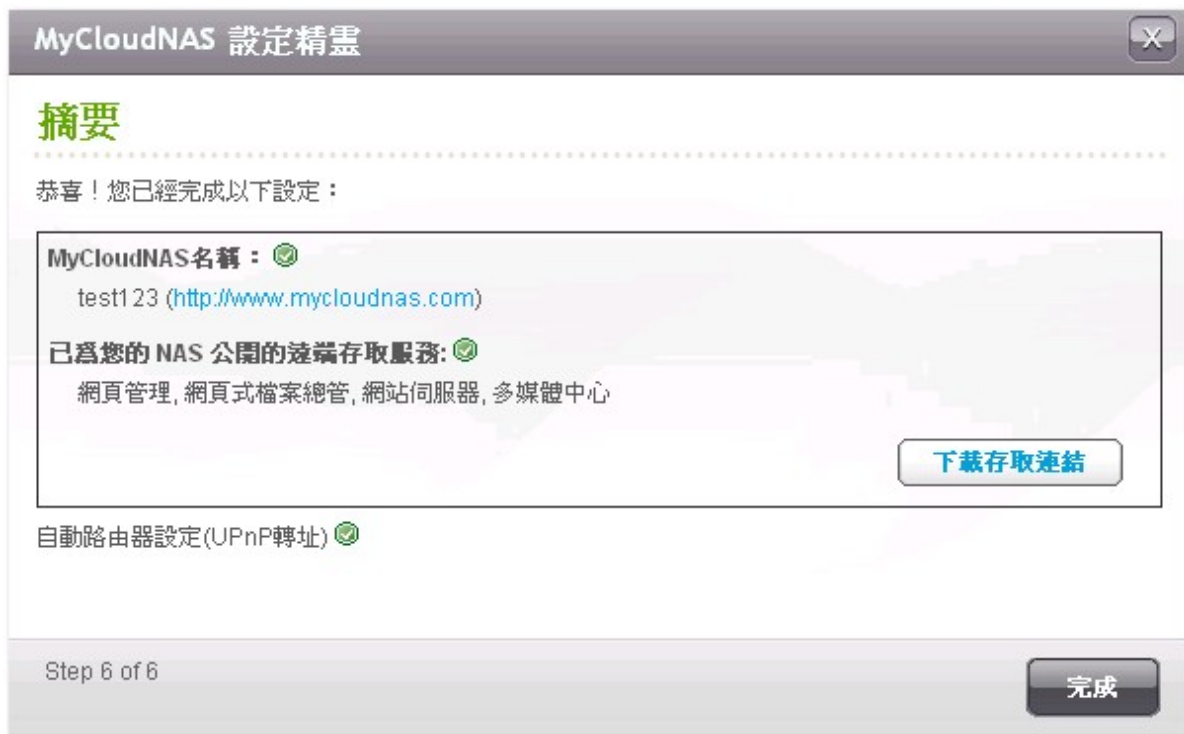 MyCloudNAS 設定精靈
X
摘要
恭喜！您已經完成以下設定：
MyCloudNAS名稱：
test123 (http://www.mycloudnas.com)
已為您的 NAS 公開的遠端存取服務:
網頁管理, 網頁式檔案總管, 網站伺服器, 多媒體中心
下載存取連結
自動路由器設定(UPnP轉址)
Step 6 of 6
完成